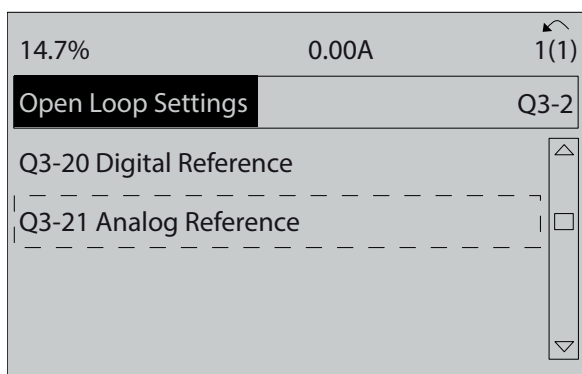 14.7% 0.00A 1(1)
Open Loop Settings Q3-2
Q3-20 Digital Reference
Q3-21 Analog Reference